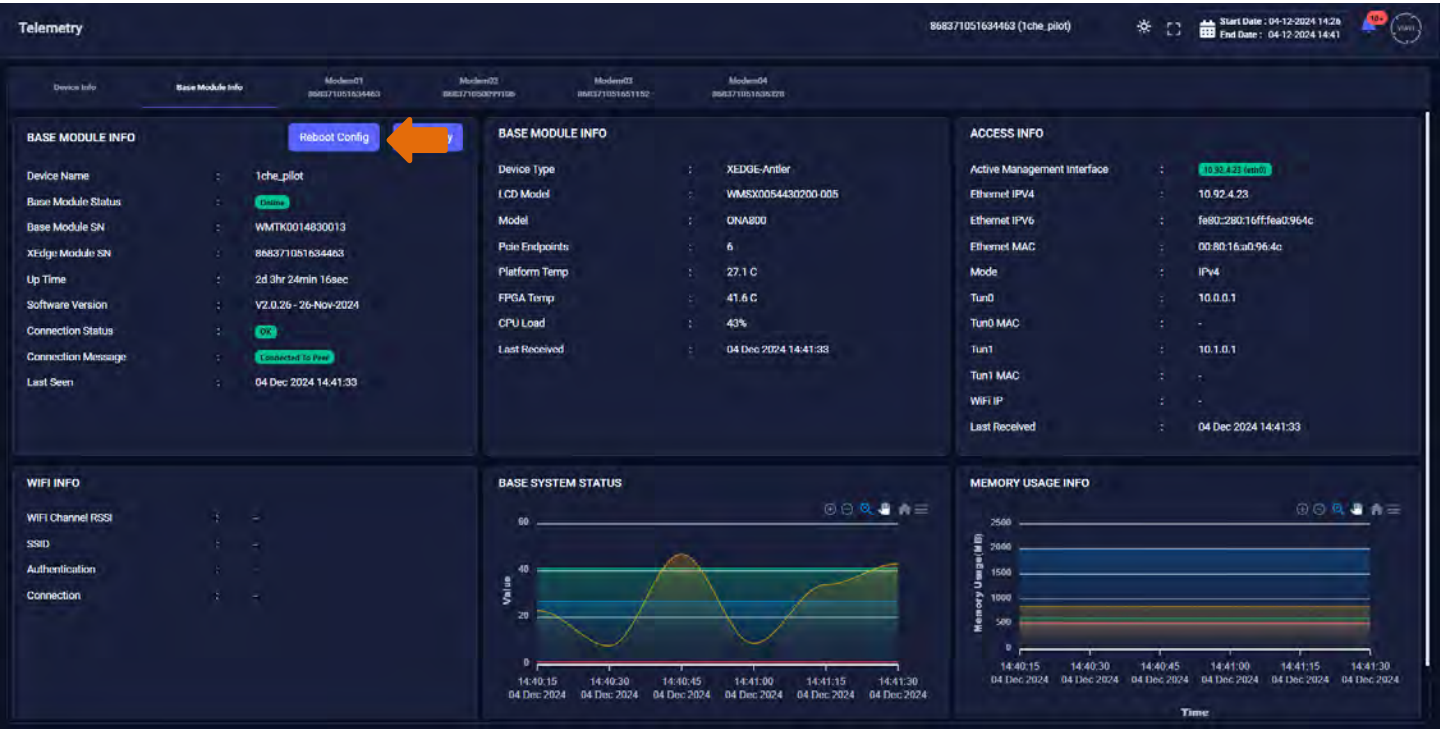 Telemetry
868371051634463 (1che_pilot)
Start Date : 04-12-2024 14:26
End Date : 04-12-2024 14:41
10+
VIAVI
Device Info
Base Module Info
Modem01
868371051634463
Modem02
Modem03
868371051651152
Modem04
BASE MODULE INFO
Reboot Config
y
Device Name : 1che_pilot
Base Module Status : Online
Base Module SN : WMTK0014830013
XEdge Module SN : 868371051634463
Up Time : 2d 3hr 24min 16sec
Software Version : V2.0.26 - 26-Nov-2024
Connection Status : OK
Connection Message : Connected To Peer
Last Seen : 04 Dec 2024 14:41:33
BASE MODULE INFO
Device Type : XEDGE-Antler
LCD Model : WMSX0054430200-005
Model : ONA800
Pcie Endpoints : 6
Platform Temp : 27.1 C
FPGA Temp : 41.6 C
CPU Load : 43%
Last Received : 04 Dec 2024 14:41:33
ACCESS INFO
Active Management Interface : 10.92.4.23 (eth0)
Ethernet IPV4 : 10.92.4.23
Ethernet IPV6 : fe80::280:16ff:fea0:964c
Ethernet MAC : 00:80:16:a0:96:4c
Mode : IPv4
Tun0 : 10.0.0.1
Tun0 MAC : -
Tun1 : 10.1.0.1
Tun1 MAC : -
WiFi IP : -
Last Received : 04 Dec 2024 14:41:33
WIFI INFO
WIFI Channel RSSI : -
SSID : -
Authentication : -
Connection : -
BASE SYSTEM STATUS
60
40
20
0
Value
14:40:15 14:40:30 14:40:45 14:41:00 14:41:15 14:41:30
04 Dec 2024 04 Dec 2024 04 Dec 2024 04 Dec 2024 04 Dec 2024 04 Dec 2024
MEMORY USAGE INFO
2500
2000
1500
1000
500
0
Memory Usage(MB)
14:40:15 14:40:30 14:40:45 14:41:00 14:41:15 14:41:30
04 Dec 2024 04 Dec 2024 04 Dec 2024 04 Dec 2024 04 Dec 2024 04 Dec 2024
Time